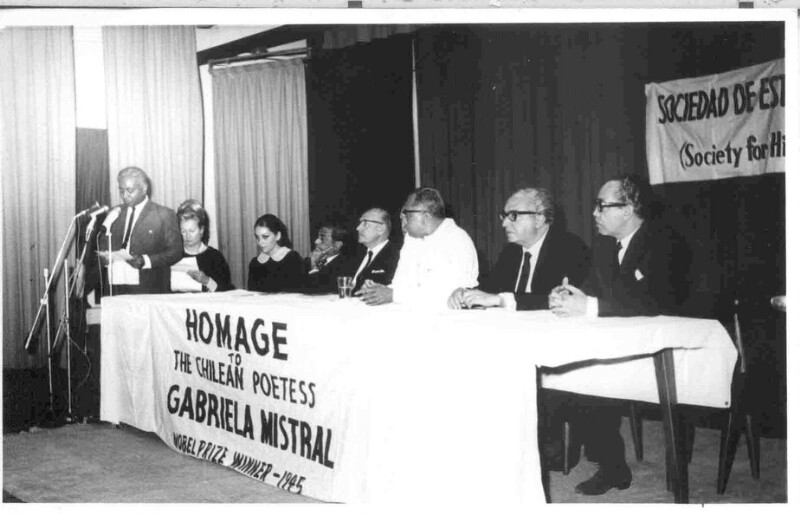 SOCIEDAD DE EST
(Society for Hi
HOMAGE
TO
THE CHILEAN POETESS
GABRIELA MISTRAL
NOBEL PRIZE WINNER - 1945